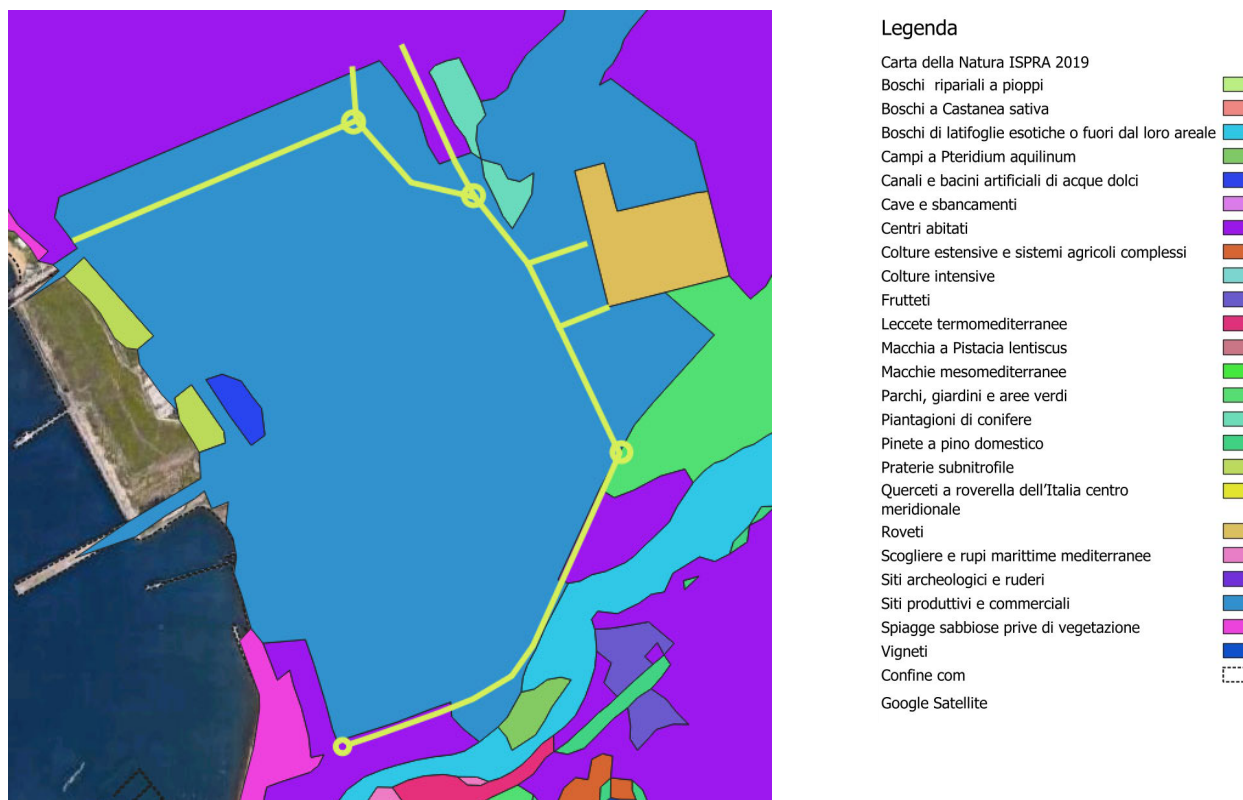 Legenda
Carta della Natura ISPRA 2019
Boschi ripariali a pioppi
Boschi a Castanea sativa
Boschi di latifoglie esotiche o fuori dal loro areale
Campi a Pteridium aquilinum
Canali e bacini artificiali di acque dolci
Cave e sbancamenti
Centri abitati
Colture estensive e sistemi agricoli complessi
Colture intensive
Frutteti
Leccete termomediterranee
Macchia a Pistacia lentiscus
Macchie mesomediterranee
Parchi, giardini e aree verdi
Piantagioni di conifere
Pinete a pino domestico
Praterie subnitrofile
Querceti a roverella dell'Italia centro
meridionale
Roveti
Scogliere e rupi marittime mediterranee
Siti archeologici e ruderi
Siti produttivi e commerciali
Spiagge sabbiose prive di vegetazione
Vigneti
Confine com
Google Satellite